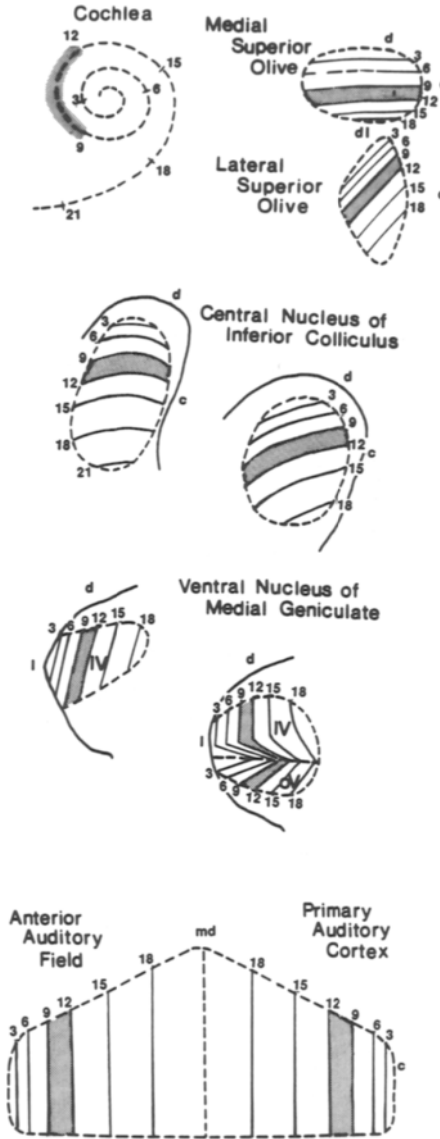 Cochlea
12
15
3
6
9
18
21
Medial
Superior
Olive
d
3
6
9
12
15
18
dl
Lateral
Superior
Olive
3
6
9
12
15
18
Central Nucleus of
Inferior Colliculus
d
3
6
9
12
15
18
21
c
d
3
6
9
12
c
15
18
Ventral Nucleus of
Medial Geniculate
d
3 6 9 12 15 18
l
IV
d
3 6 9 12 15 18
l
IV
oV
3 6 9 12 15 18
Anterior
Auditory
Field
Primary
Auditory
Cortex
md
3 6 9 12 15 18
18 15 12 9 6 3
c